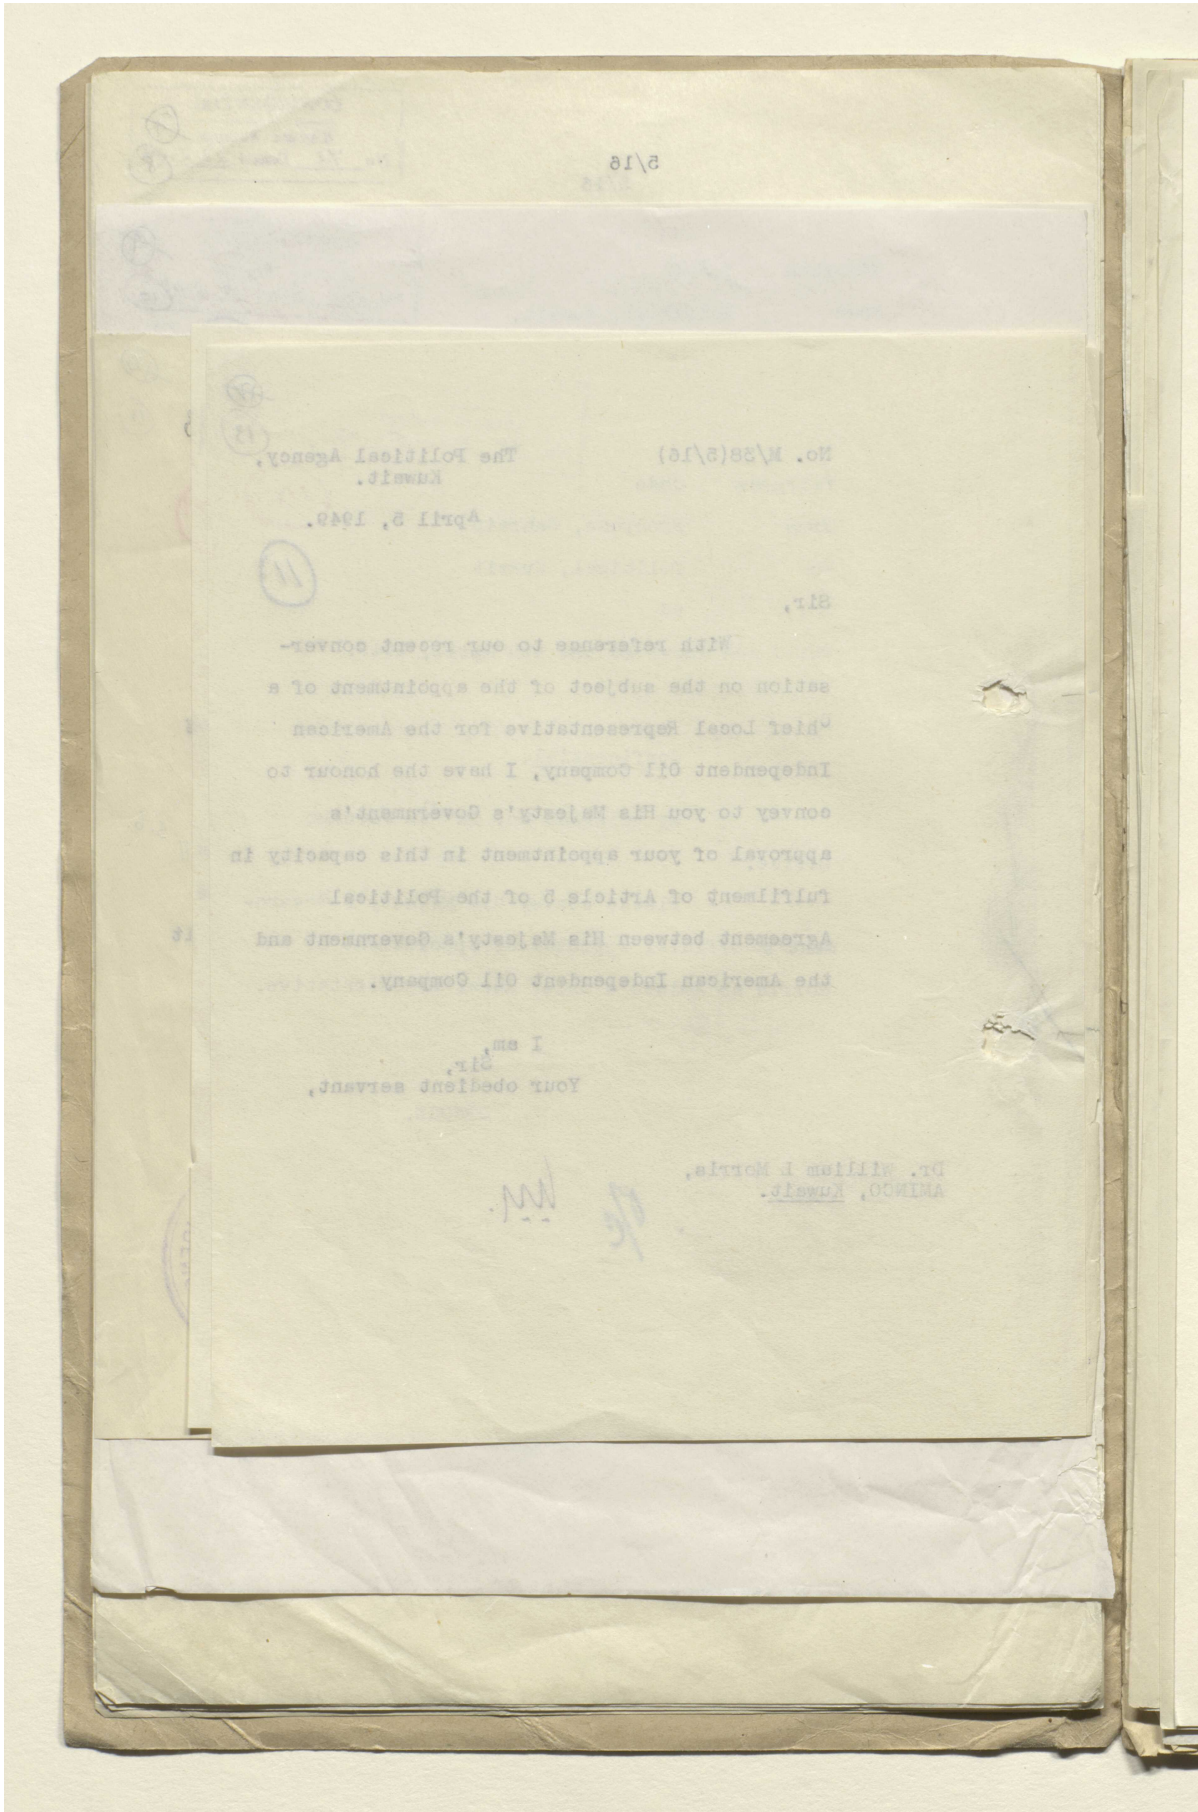 5/16
No. M/38(5/16)
The Political Agency,
Kuwait.
April 5, 1949.
11
Sir,
With reference to our recent conver-
sation on the subject of the appointment of a
Chief Local Representative for the American
Independent Oil Company, I have the honour to
convey to you His Majesty's Government's
approval of your appointment in this capacity in
fulfilment of Article 5 of the Political
Agreement between His Majesty's Government and
the American Independent Oil Company.
I am,
Sir,
Your obedient servant,
Dr. William L Morris,
AMINCO, Kuwait.